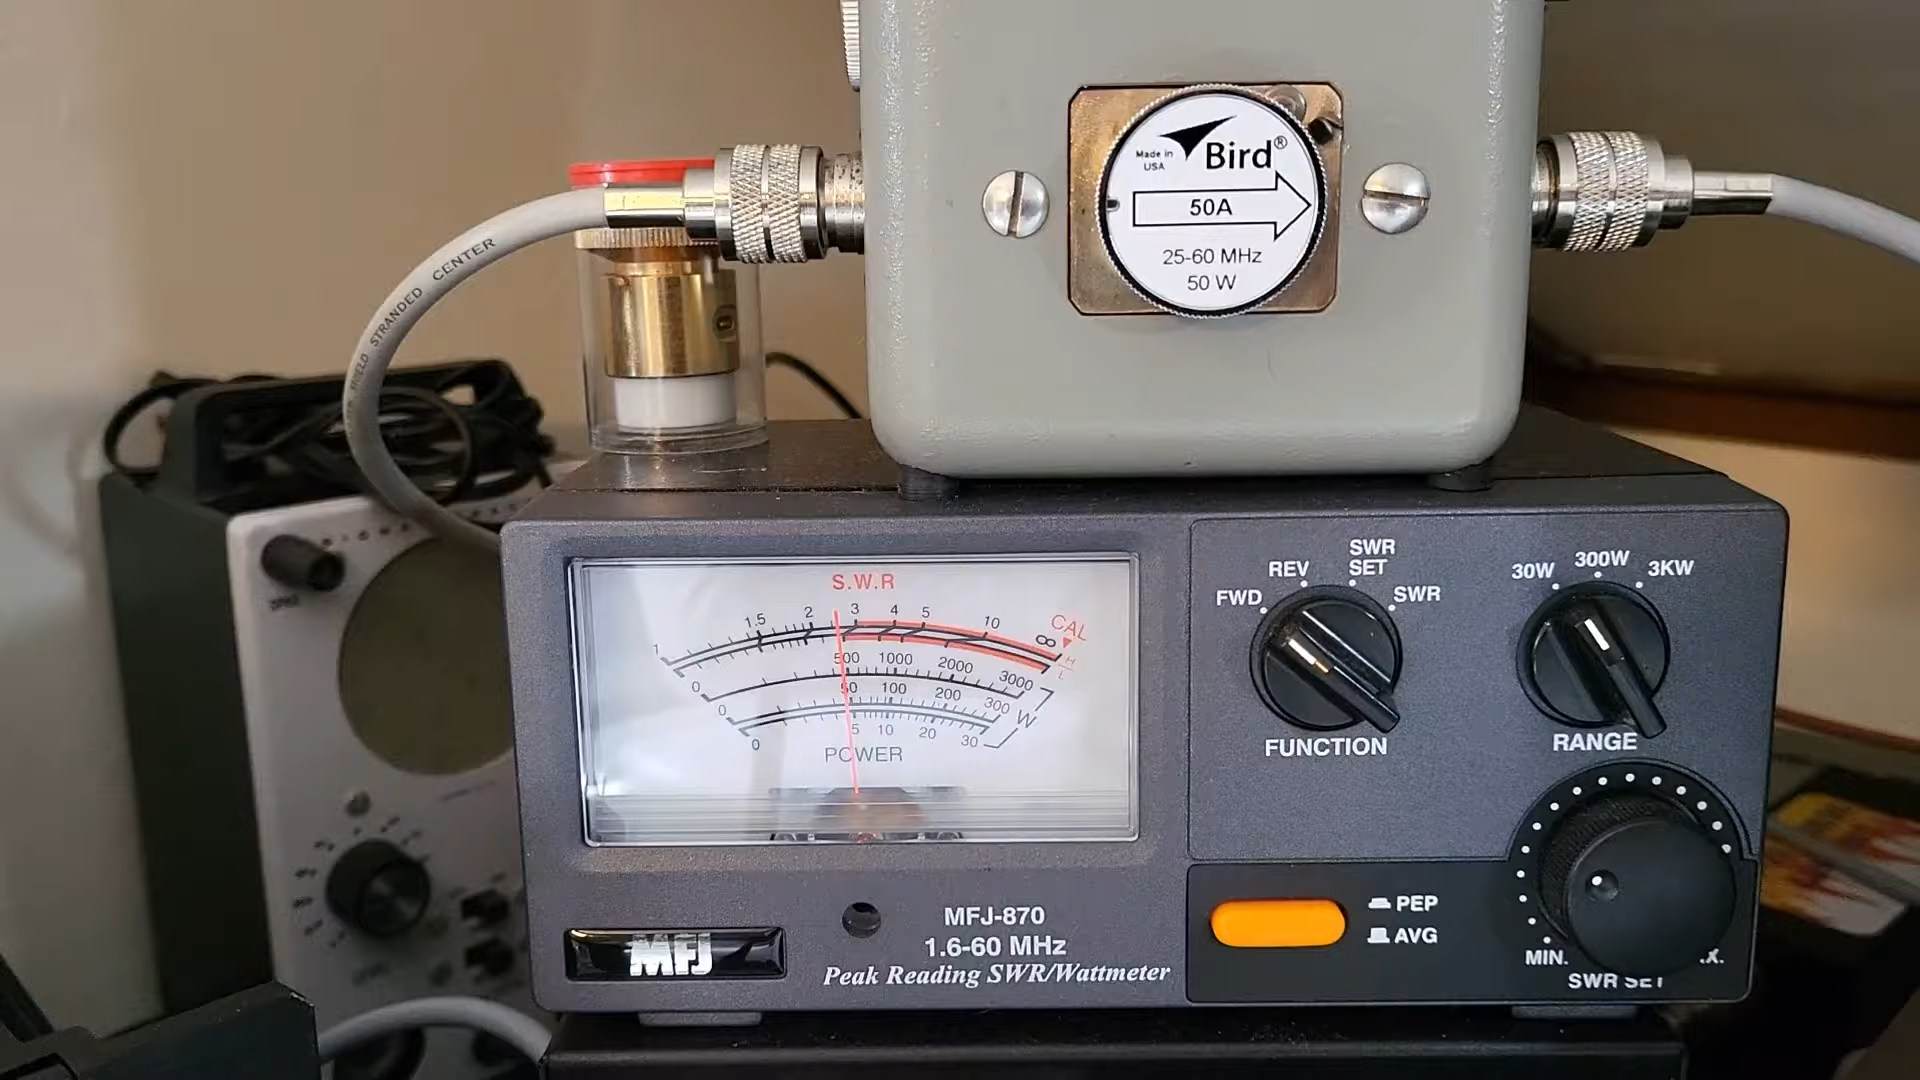 Made in
USA
Bird®
50A
25-60 MHz
50 W
SHIELD STRANDED CENTER
S.W.R
1 1.5 2 3 4 5 10 ∞
CAL
H
L
0 500 1000 2000 3000
0 50 100 200 300
W
0 5 10 20 30
POWER
FWD
REV
SWR
SET
SWR
FUNCTION
30W
300W
3KW
RANGE
MFJ
MFJ-870
1.6-60 MHz
Peak Reading SWR/Wattmeter
PEP
AVG
MIN.
SWR SET